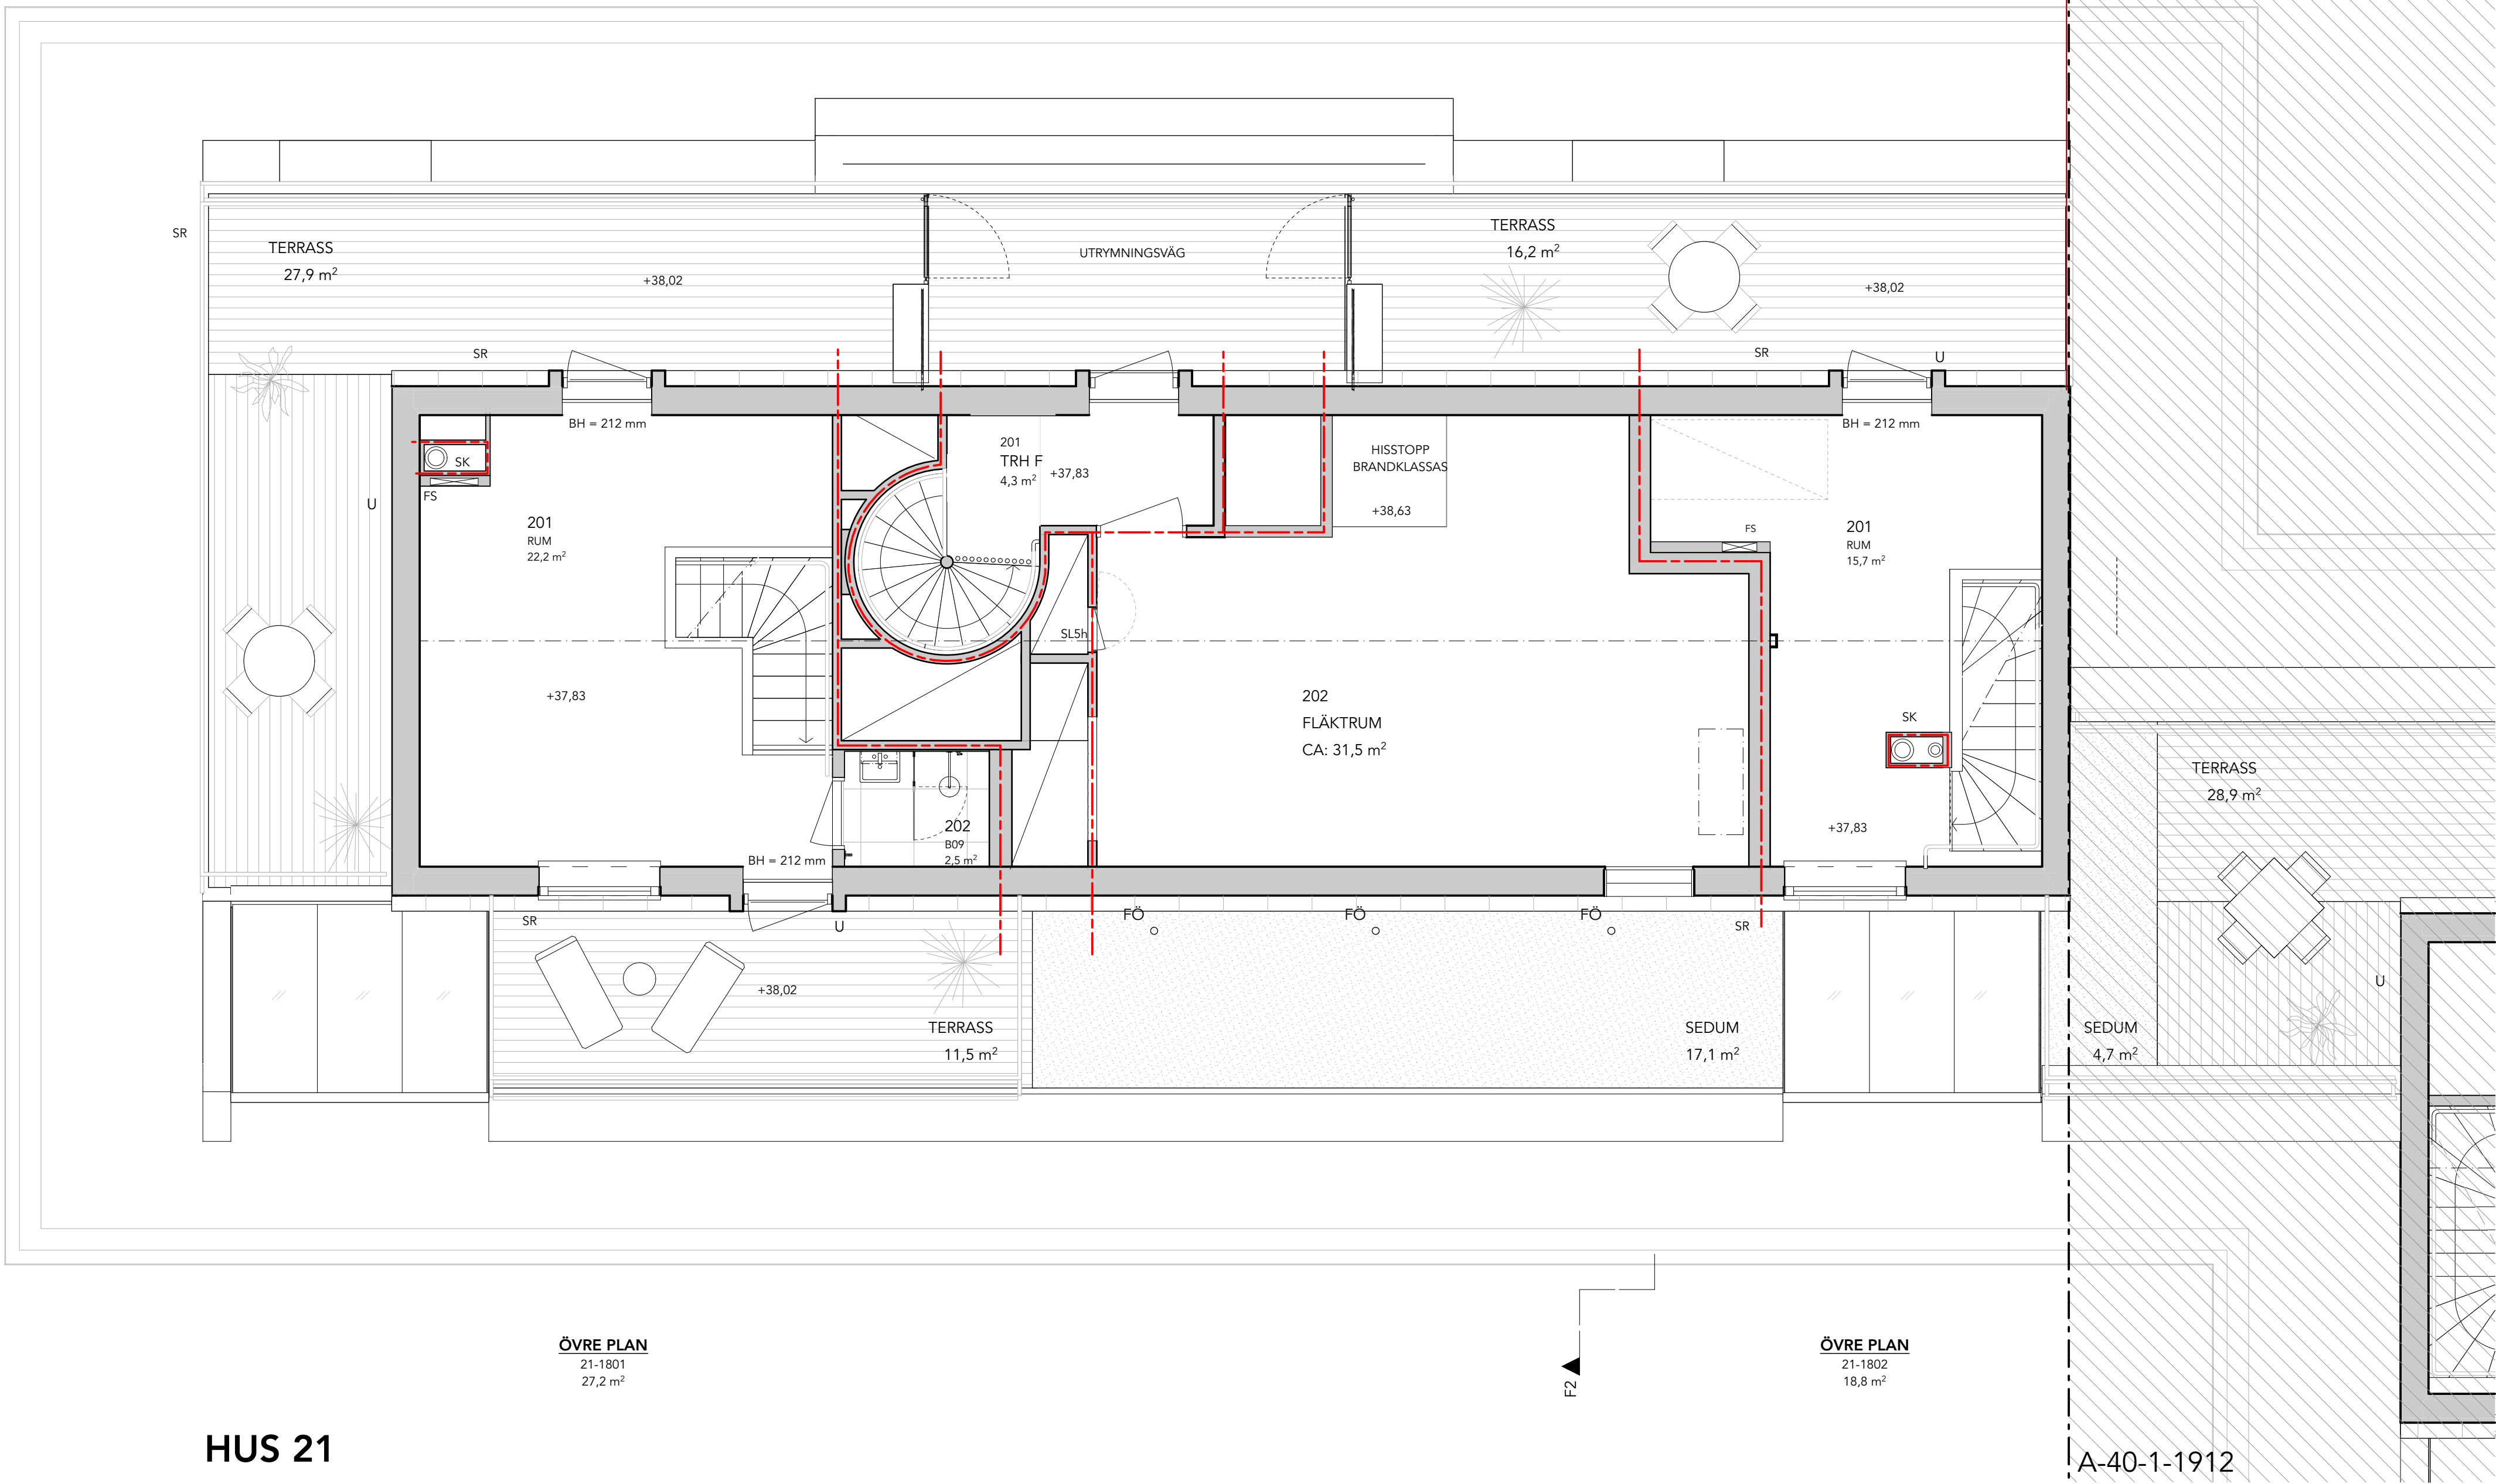 SR
TERRASS
27,9 m²
+38,02
UTRYMNINGSVÄG
TERRASS
16,2 m²
+38,02
SR
SR
U
BH = 212 mm
BH = 212 mm
SK
FS
U
201
RUM
22,2 m²
201
TRH F
4,3 m²
+37,83
HISSTOPP
BRANDKLASSAS
+38,63
FS
201
RUM
15,7 m²
SL5h
+37,83
202
FLÄKTRUM
CA: 31,5 m²
SK
+37,83
202
B09
2,5 m²
BH = 212 mm
TERRASS
28,9 m²
SR
U
FÖ
FÖ
FÖ
SR
+38,02
TERRASS
11,5 m²
SEDUM
17,1 m²
SEDUM
4,7 m²
U
F2
ÖVRE PLAN
21-1801
27,2 m²
ÖVRE PLAN
21-1802
18,8 m²
HUS 21
A-40-1-1912